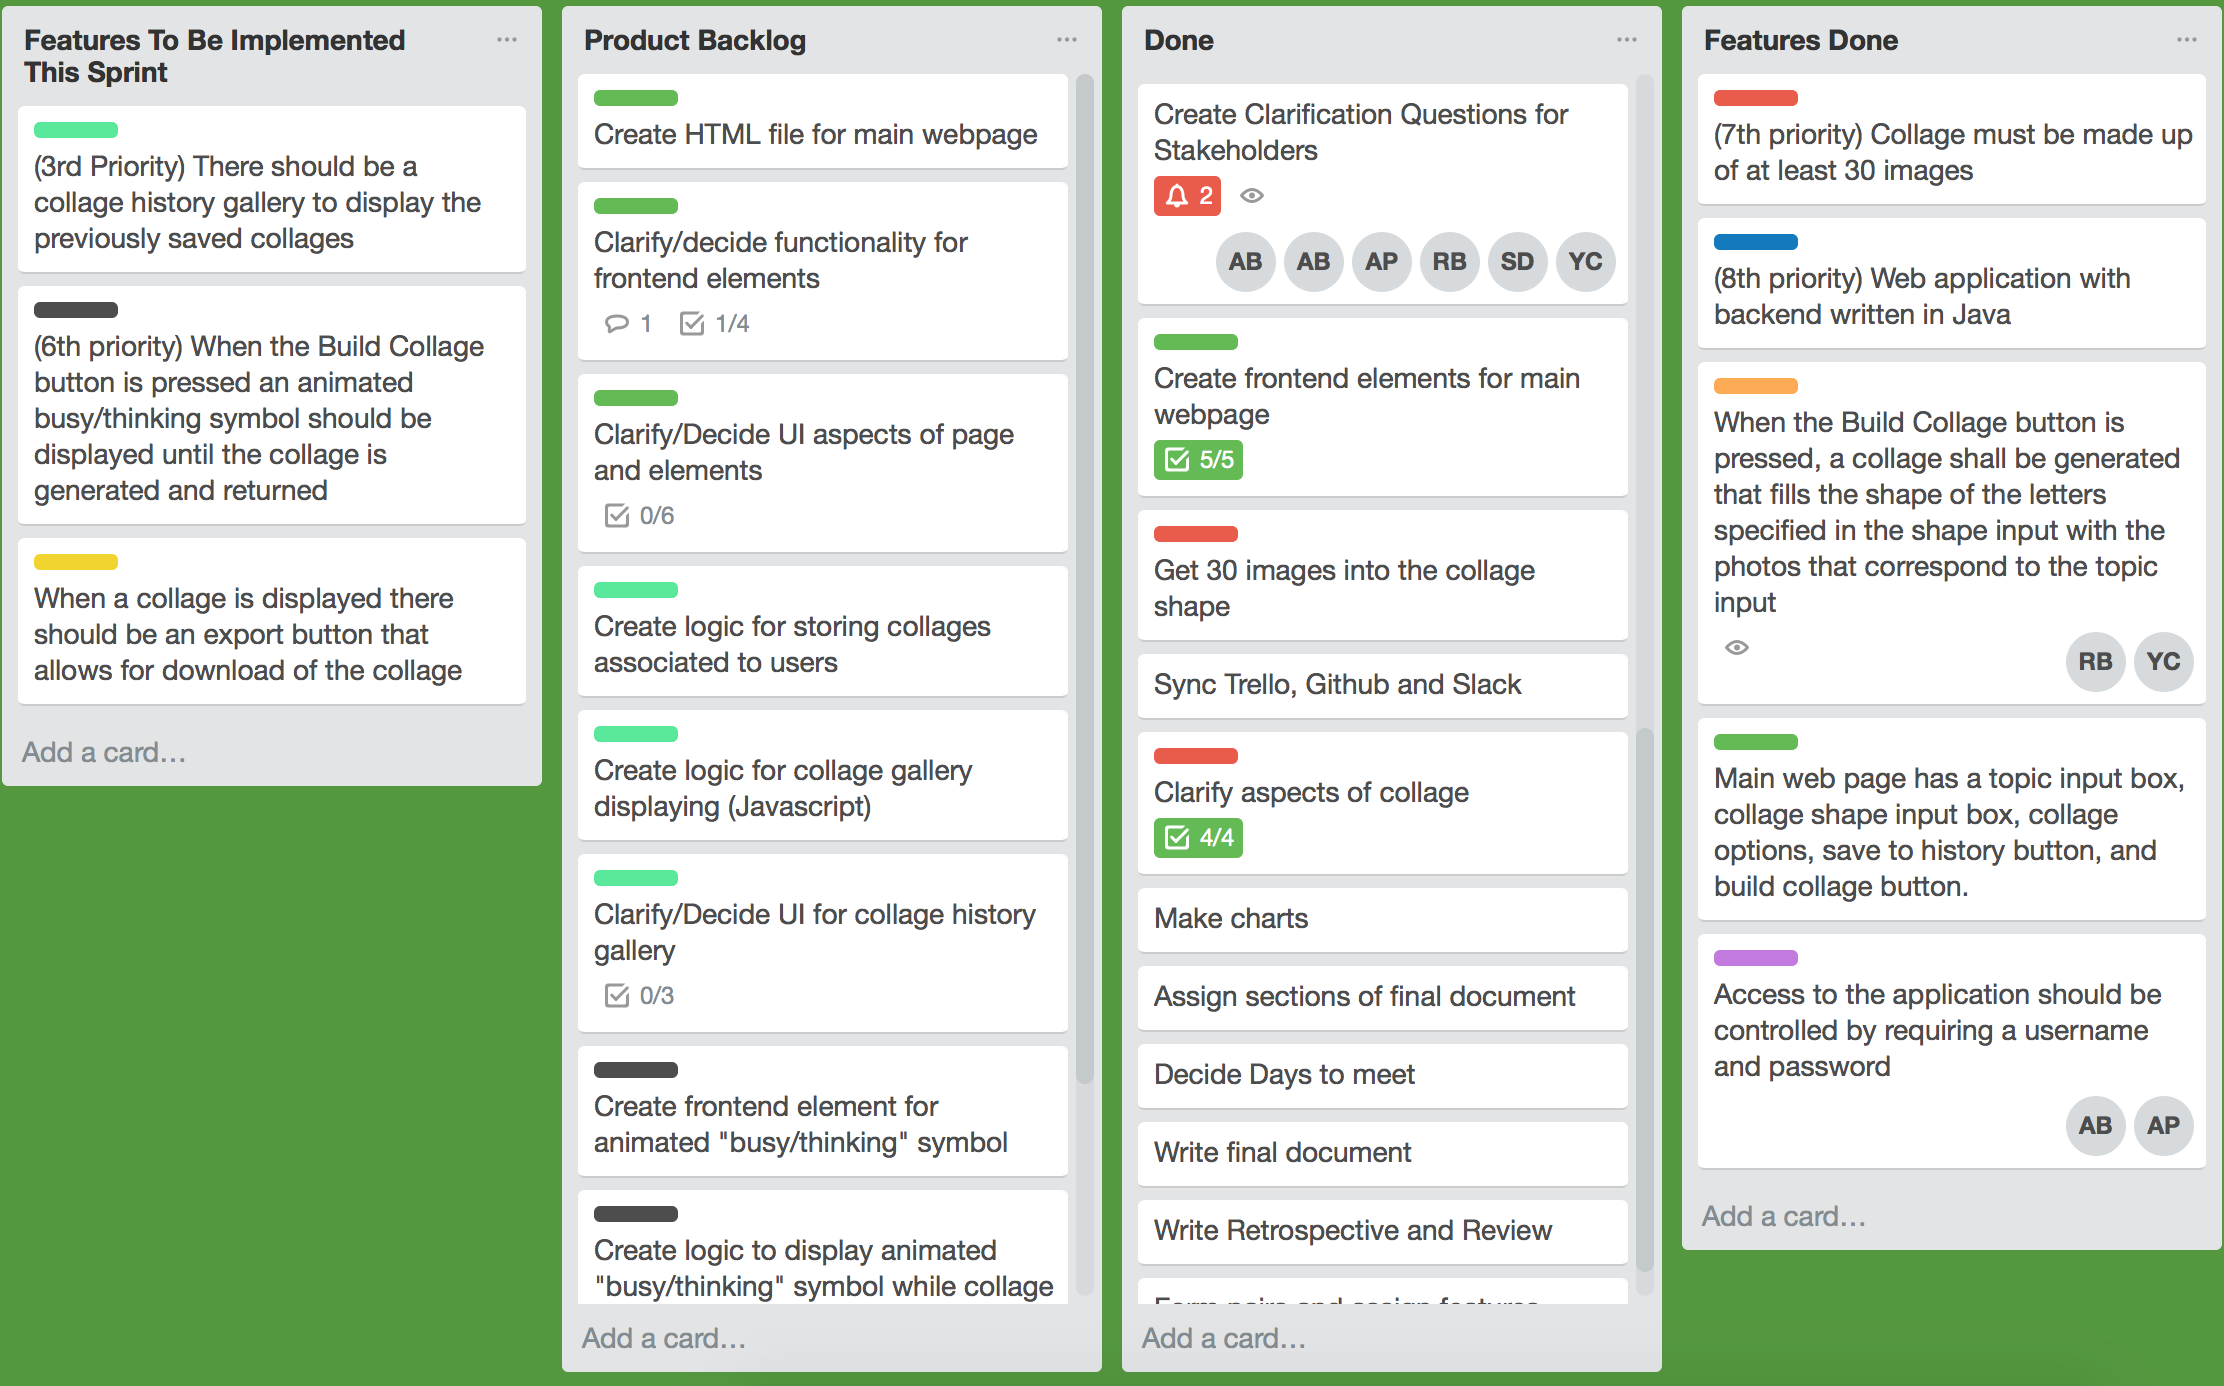 Features To Be Implemented
This Sprint
(3rd Priority) There should be a
collage history gallery to display the
previously saved collages
(6th priority) When the Build Collage
button is pressed an animated
busy/thinking symbol should be
displayed until the collage is
generated and returned
When a collage is displayed there
should be an export button that
allows for download of the collage
Add a card...
Product Backlog
Create HTML file for main webpage
Clarify/decide functionality for
frontend elements
1 1/4
Clarify/Decide UI aspects of page
and elements
0/6
Create logic for storing collages
associated to users
Create logic for collage gallery
displaying (Javascript)
Clarify/Decide UI for collage history
gallery
0/3
Create frontend element for
animated "busy/thinking" symbol
Create logic to display animated
"busy/thinking" symbol while collage
Add a card...
Done
Create Clarification Questions for
Stakeholders
2
AB AB AP RB SD YC
Create frontend elements for main
webpage
5/5
Get 30 images into the collage
shape
Sync Trello, Github and Slack
Clarify aspects of collage
4/4
Make charts
Assign sections of final document
Decide Days to meet
Write final document
Write Retrospective and Review
Form pairs and assign features
Add a card...
Features Done
(7th priority) Collage must be made up
of at least 30 images
(8th priority) Web application with
backend written in Java
When the Build Collage button is
pressed, a collage shall be generated
that fills the shape of the letters
specified in the shape input with the
photos that correspond to the topic
input
RB YC
Main web page has a topic input box,
collage shape input box, collage
options, save to history button, and
build collage button.
Access to the application should be
controlled by requiring a username
and password
AB AP
Add a card...